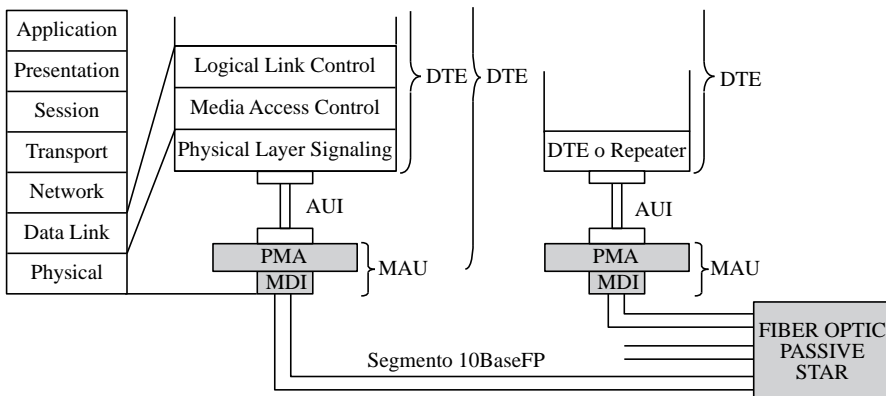 Application
Presentation
Session
Transport
Network
Data Link
Physical
Logical Link Control
Media Access Control
Physical Layer Signaling
DTE
DTE
AUI
PMA
MDI
MAU
DTE o Repeater
DTE
AUI
PMA
MDI
MAU
Segmento 10BaseFP
FIBER OPTIC
PASSIVE
STAR